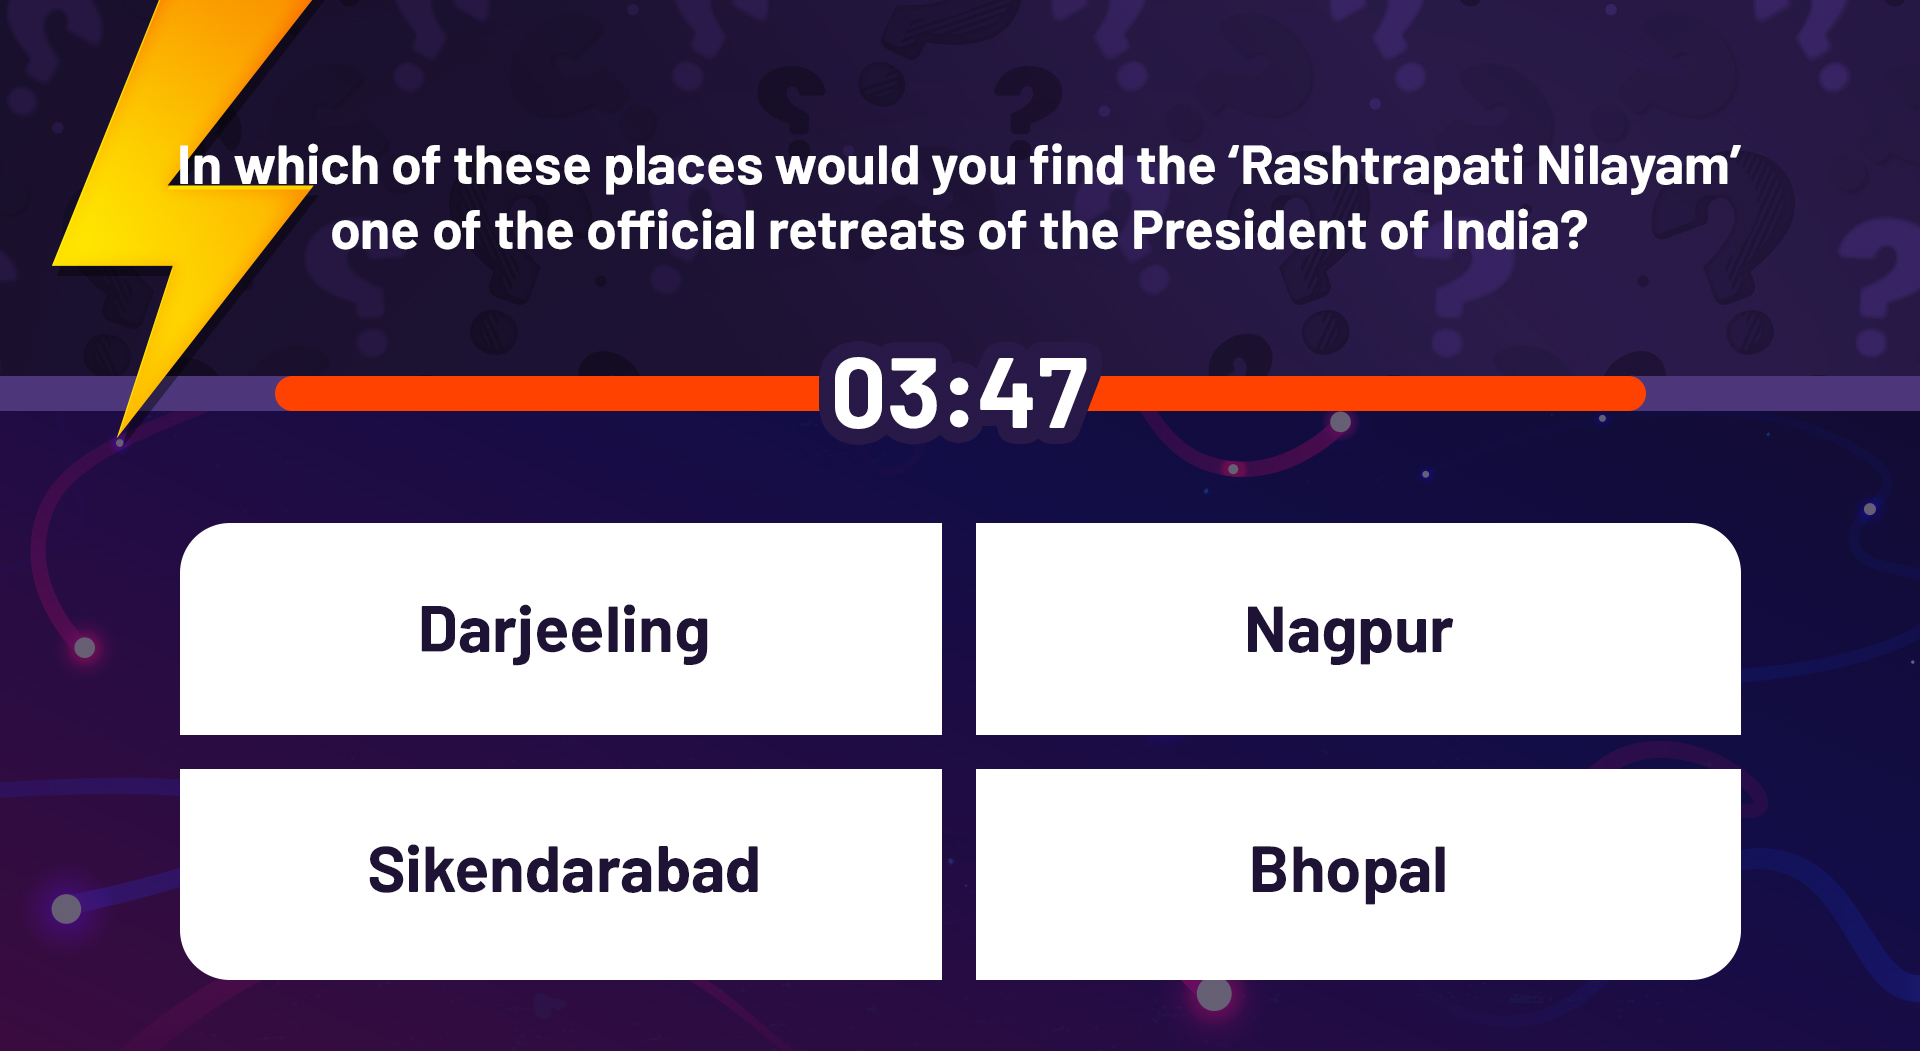 In which of these places would you find the ‘Rashtrapati Nilayam’
one of the official retreats of the President of India?
03:47
Darjeeling
Nagpur
Sikendarabad
Bhopal